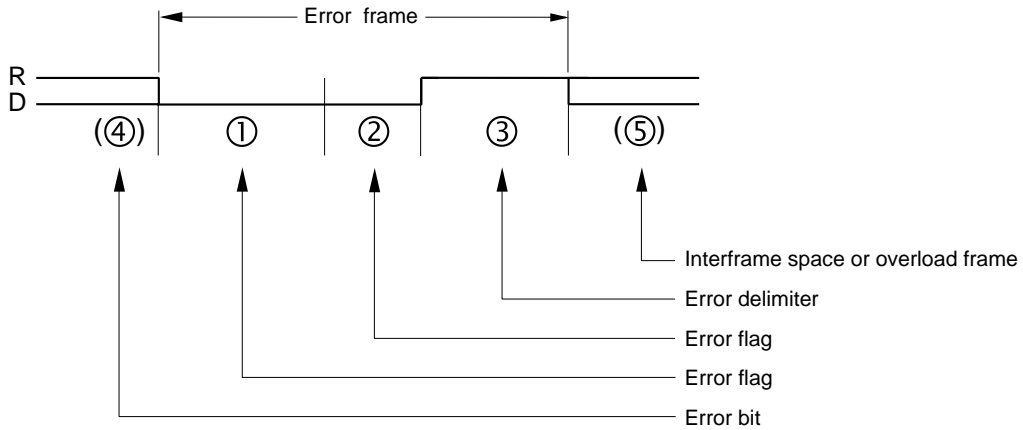 Error frame
R
D
(④) ① ② ③ (⑤)
Interframe space or overload frame
Error delimiter
Error flag
Error flag
Error bit